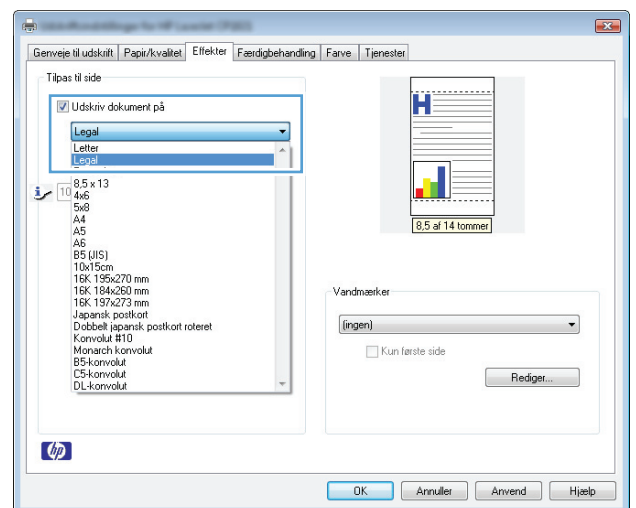 Genveje til udskrift Papir/kvalitet Effekter Færdigbehandling Farve Tjenester
Tilpas til side
Udskriv dokument på
Legal
Letter
Legal
8,5 x 13
4x6
5x8
A4
A5
A6
B5 (JIS)
10x15cm
16K 195x270 mm
16K 184x260 mm
16K 197x273 mm
Japansk postkort
Dobbelt japansk postkort roteret
Konvolut #10
Monarch konvolut
B5-konvolut
C5-konvolut
DL-konvolut
10
H
8,5 af 14 tommer
Vandmærker
(ingen)
Kun første side
Rediger...
hp
OK Annuller Anvend Hjælp